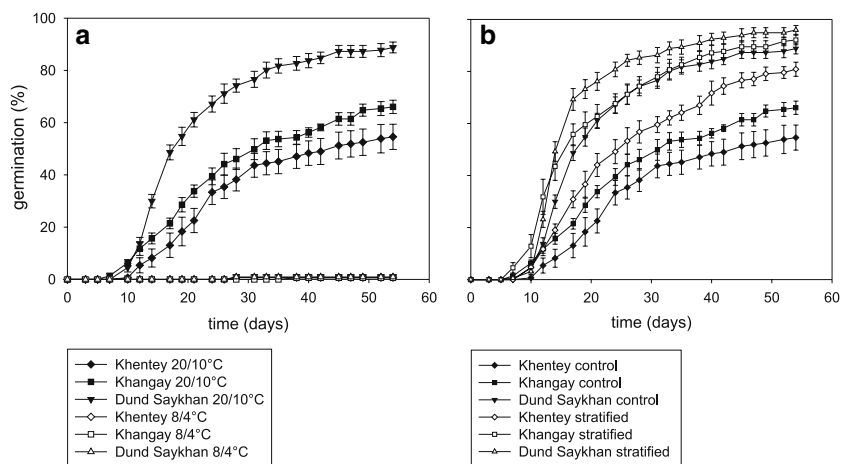 a
b
100
80
60
40
20
0
germination (%)
0 10 20 30 40 50 60
0 10 20 30 40 50 60
time (days)
time (days)
Khentey 20/10°C
Khangay 20/10°C
Dund Saykhan 20/10°C
Khentey 8/4°C
Khangay 8/4°C
Dund Saykhan 8/4°C
Khentey control
Khangay control
Dund Saykhan control
Khentey stratified
Khangay stratified
Dund Saykhan stratified